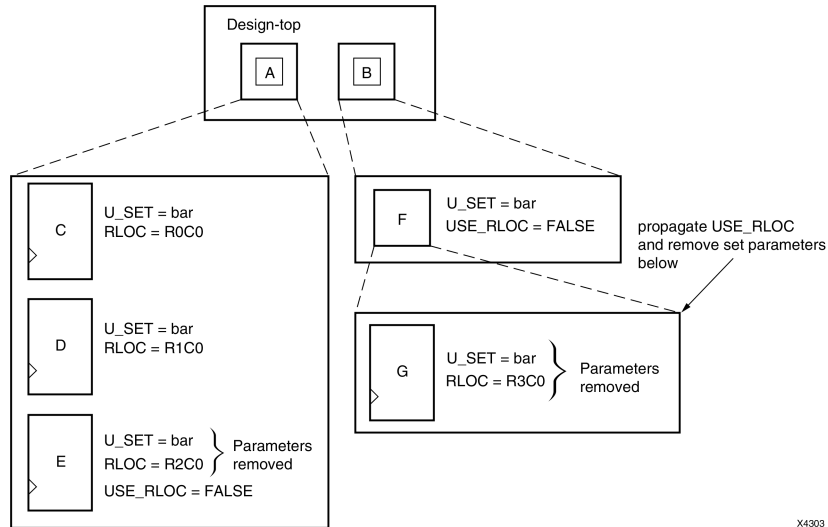 Design-top
A
B
C
U_SET = bar
RLOC = R0C0
D
U_SET = bar
RLOC = R1C0
E
U_SET = bar
RLOC = R2C0
Parameters
removed
USE_RLOC = FALSE
F
U_SET = bar
USE_RLOC = FALSE
propagate USE_RLOC
and remove set parameters
below
G
U_SET = bar
RLOC = R3C0
Parameters
removed
X4303